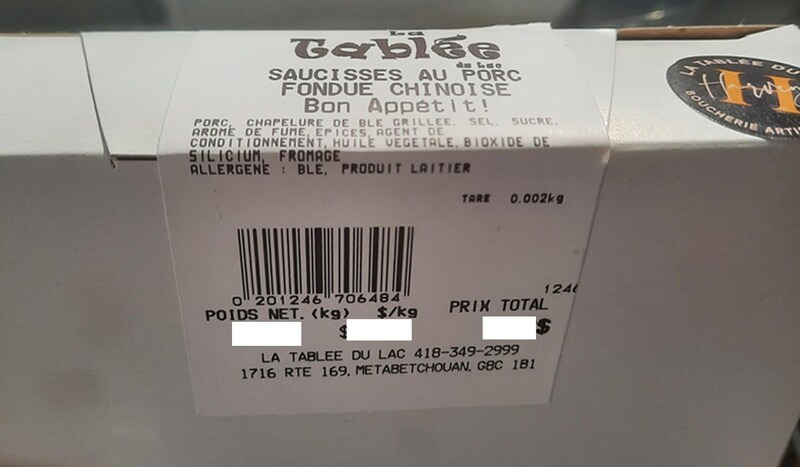 La
Tablée
du Lac
SAUCISSES AU PORC
FONDUE CHINOISE
Bon Appétit!
PORC, CHAPELURE DE BLE GRILLEE, SEL, SUCRE,
AROME DE FUME, EPICES, AGENT DE
CONDITIONNEMENT, HUILE VEGETALE, BIOXIDE DE
SILICIUM, FROMAGE
ALLERGENE : BLE, PRODUIT LAITIER
TARE 0.002kg
0 201246 706484
1246
POIDS NET. (kg) $/kg PRIX TOTAL
$ $
LA TABLEE DU LAC 418-349-2999
1716 RTE 169, METABETCHOUAN, G8C 1B1
LA TABLÉE DU
H
BOUCHERIE ARTI